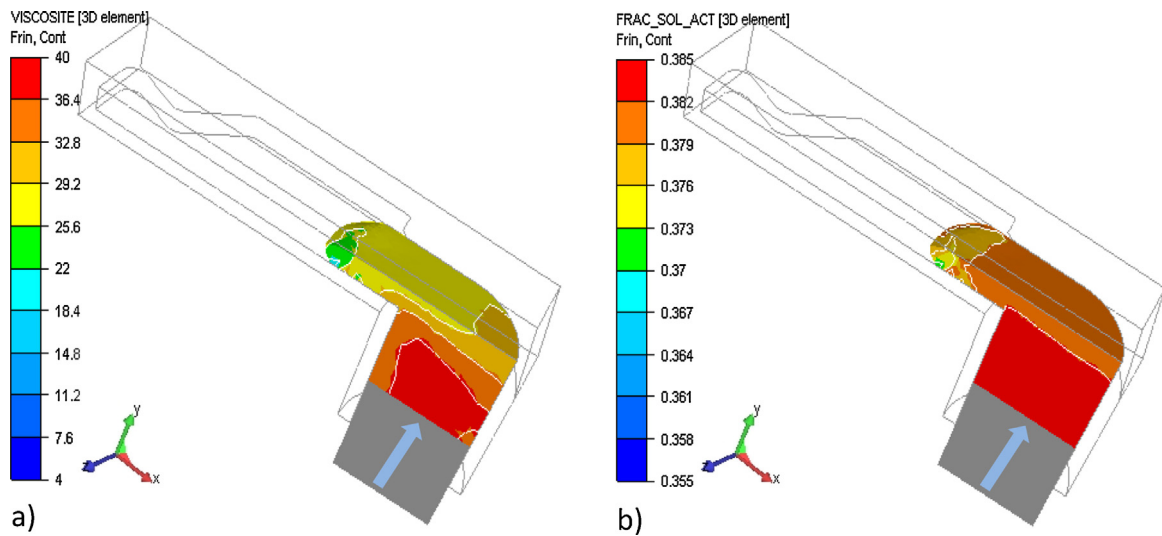 VISCOSITE [3D element]
Frin, Cont
40
36.4
32.8
29.2
25.6
22
18.4
14.8
11.2
7.6
4
y
z
x
a)
FRAC_SOL_ACT [3D element]
Frin, Cont
0.385
0.382
0.379
0.376
0.373
0.37
0.367
0.364
0.361
0.358
0.355
y
z
x
b)